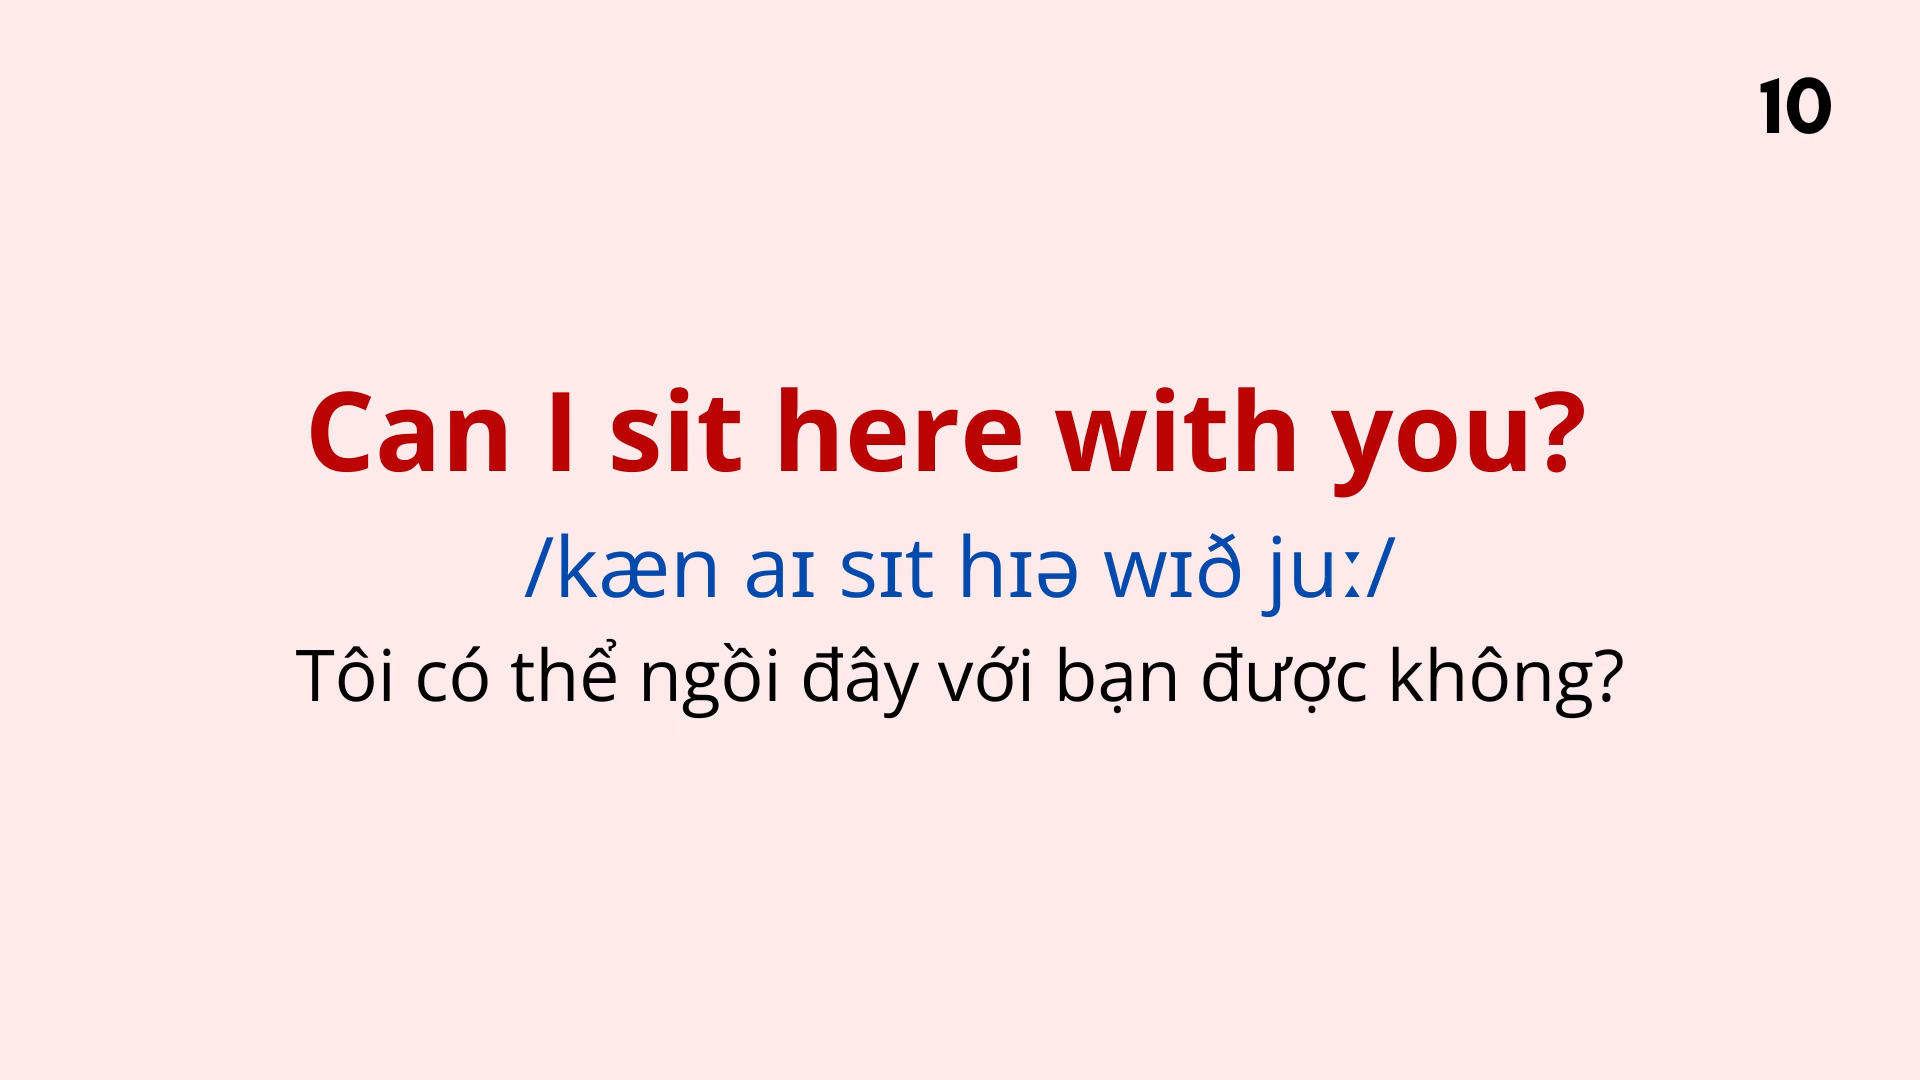 10
Can I sit here with you?
/kæn aɪ sɪt hɪə wɪð juː/
Tôi có thể ngồi đây với bạn được không?